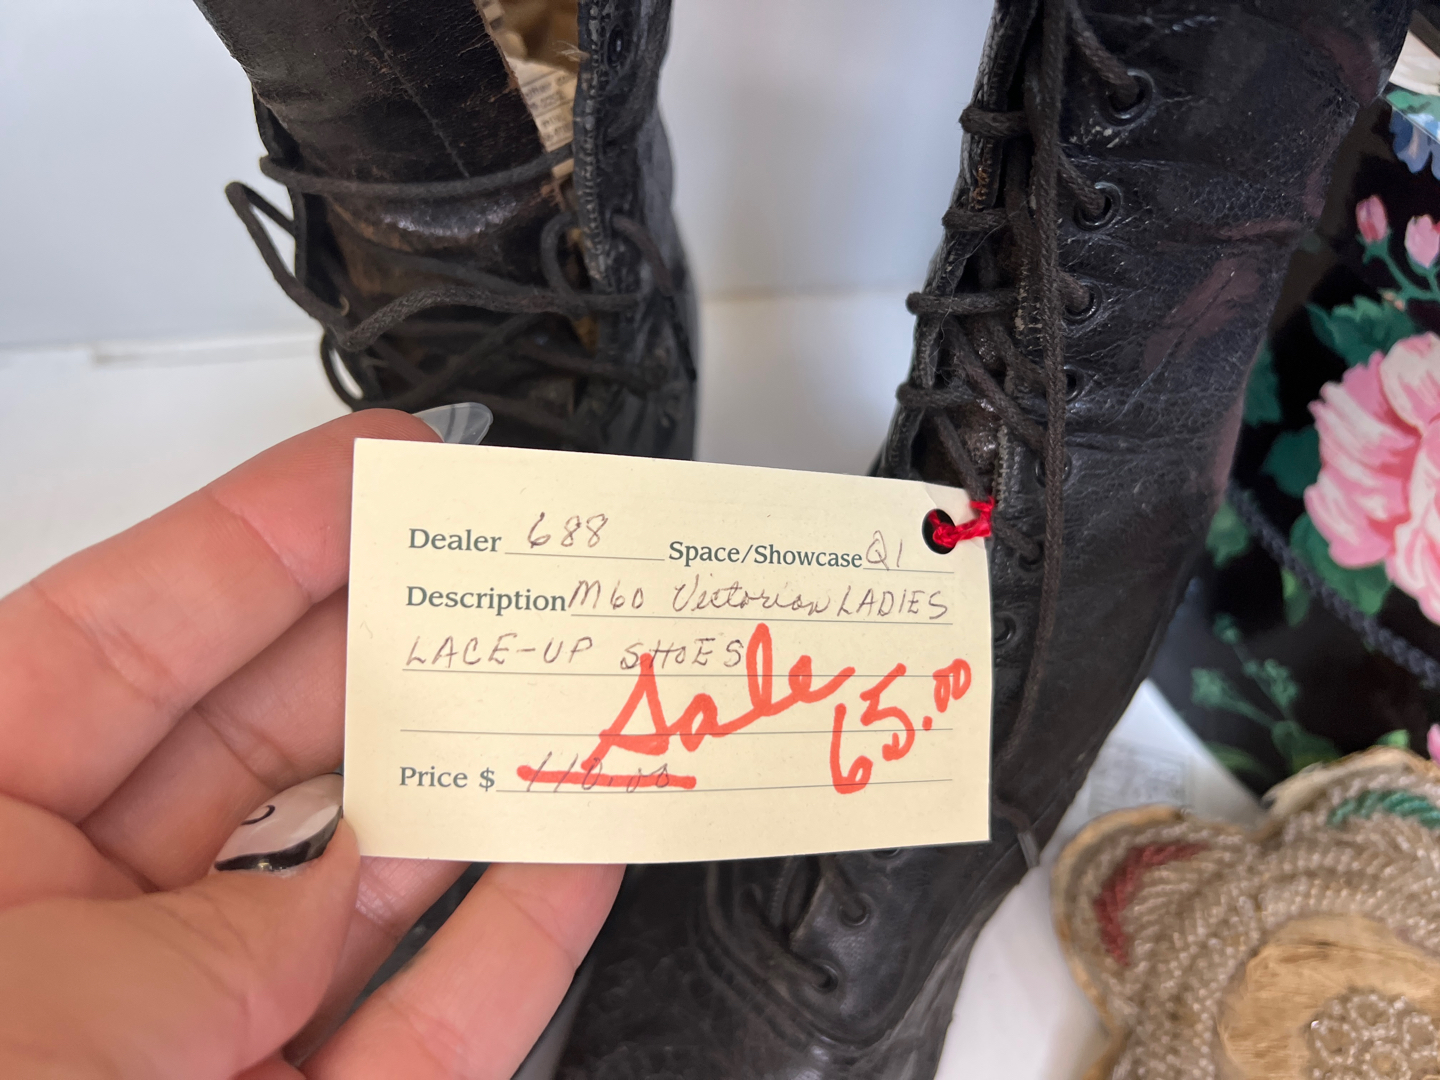 Dealer 688 Space/Showcase Q1
Description M60 Victorian LADIES
LACE-UP SHOES
Sale 65.00
Price $ 110.00